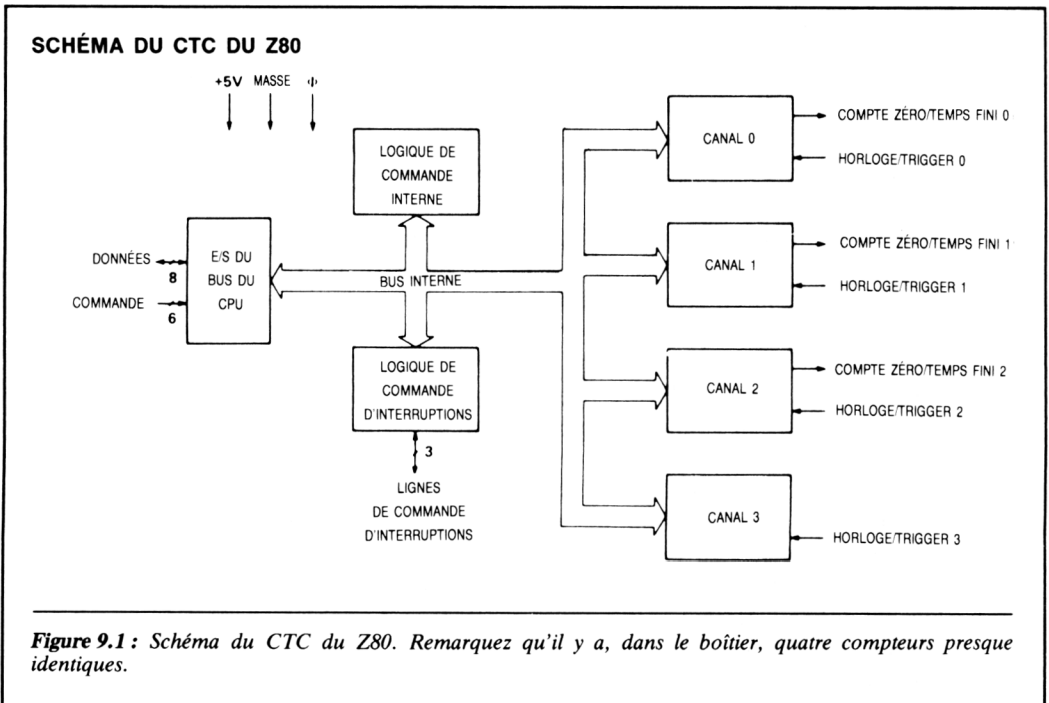 SCHÉMA DU CTC DU Z80
+5V MASSE ϕ
LOGIQUE DE
COMMANDE
INTERNE
DONNÉES
8
COMMANDE
6
E/S DU
BUS DU
CPU
BUS INTERNE
LOGIQUE DE
COMMANDE
D'INTERRUPTIONS
3
LIGNES
DE COMMANDE
D'INTERRUPTIONS
CANAL 0
COMPTE ZÉRO/TEMPS FINI 0
HORLOGE/TRIGGER 0
CANAL 1
COMPTE ZÉRO/TEMPS FINI 1
HORLOGE/TRIGGER 1
CANAL 2
COMPTE ZÉRO/TEMPS FINI 2
HORLOGE/TRIGGER 2
CANAL 3
HORLOGE/TRIGGER 3
Figure 9.1 : Schéma du CTC du Z80. Remarquez qu'il y a, dans le boîtier, quatre compteurs presque
identiques.